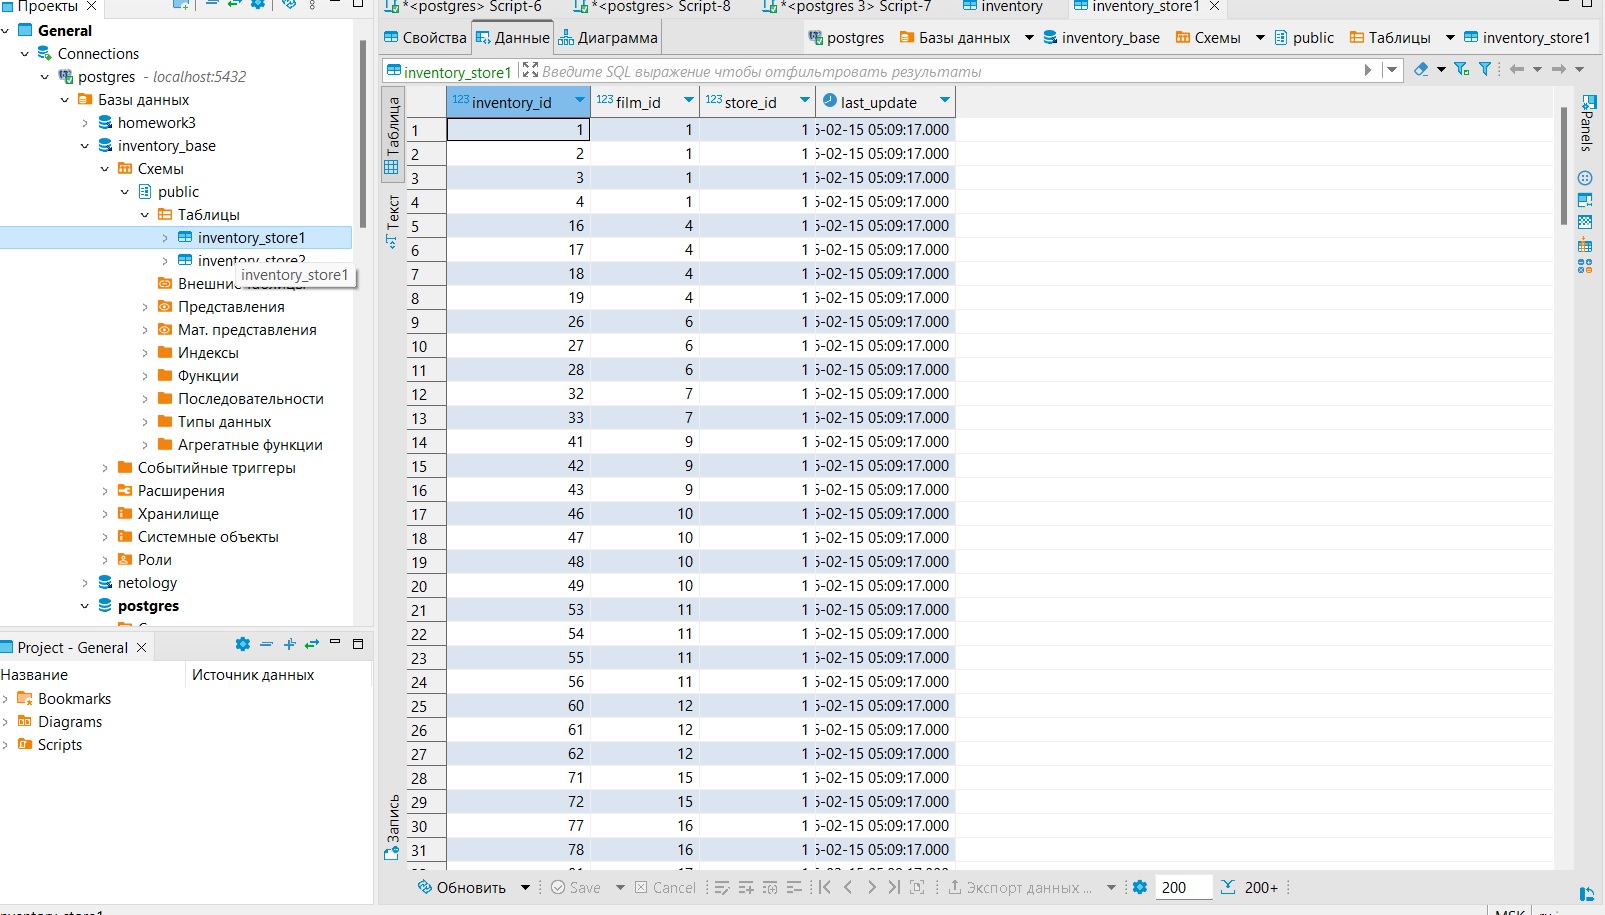 Проекты
*<postgres> Script-6
*<postgres> Script-8
*<postgres 3> Script-7
inventory
inventory_store1
General
Connections
postgres - localhost:5432
Базы данных
homework3
inventory_base
Схемы
public
Таблицы
inventory_store1
inventory_store2
inventory_store1
Представления
Мат. представления
Индексы
Функции
Последовательности
Типы данных
Агрегатные функции
Событийные триггеры
Расширения
Хранилище
Системные объекты
Роли
netology
postgres
Project - General
Название Источник данных
Bookmarks
Diagrams
Scripts
Свойства Данные Диаграмма
postgres Базы данных inventory_base Схемы public Таблицы inventory_store1
inventory_store1 Введите SQL выражение чтобы отфильтровать результаты
Таблица
Текст
Запись
Panels
123 inventory_id 123 film_id 123 store_id last_update
1 1 1 1 5-02-15 05:09:17.000
2 2 1 1 5-02-15 05:09:17.000
3 3 1 1 5-02-15 05:09:17.000
4 4 1 1 5-02-15 05:09:17.000
5 16 4 1 5-02-15 05:09:17.000
6 17 4 1 5-02-15 05:09:17.000
7 18 4 1 5-02-15 05:09:17.000
8 19 4 1 5-02-15 05:09:17.000
9 26 6 1 5-02-15 05:09:17.000
10 27 6 1 5-02-15 05:09:17.000
11 28 6 1 5-02-15 05:09:17.000
12 32 7 1 5-02-15 05:09:17.000
13 33 7 1 5-02-15 05:09:17.000
14 41 9 1 5-02-15 05:09:17.000
15 42 9 1 5-02-15 05:09:17.000
16 43 9 1 5-02-15 05:09:17.000
17 46 10 1 5-02-15 05:09:17.000
18 47 10 1 5-02-15 05:09:17.000
19 48 10 1 5-02-15 05:09:17.000
20 49 10 1 5-02-15 05:09:17.000
21 53 11 1 5-02-15 05:09:17.000
22 54 11 1 5-02-15 05:09:17.000
23 55 11 1 5-02-15 05:09:17.000
24 56 11 1 5-02-15 05:09:17.000
25 60 12 1 5-02-15 05:09:17.000
26 61 12 1 5-02-15 05:09:17.000
27 62 12 1 5-02-15 05:09:17.000
28 71 15 1 5-02-15 05:09:17.000
29 72 15 1 5-02-15 05:09:17.000
30 77 16 1 5-02-15 05:09:17.000
31 78 16 1 5-02-15 05:09:17.000
Обновить Save Cancel Экспорт данных ... 200 200+